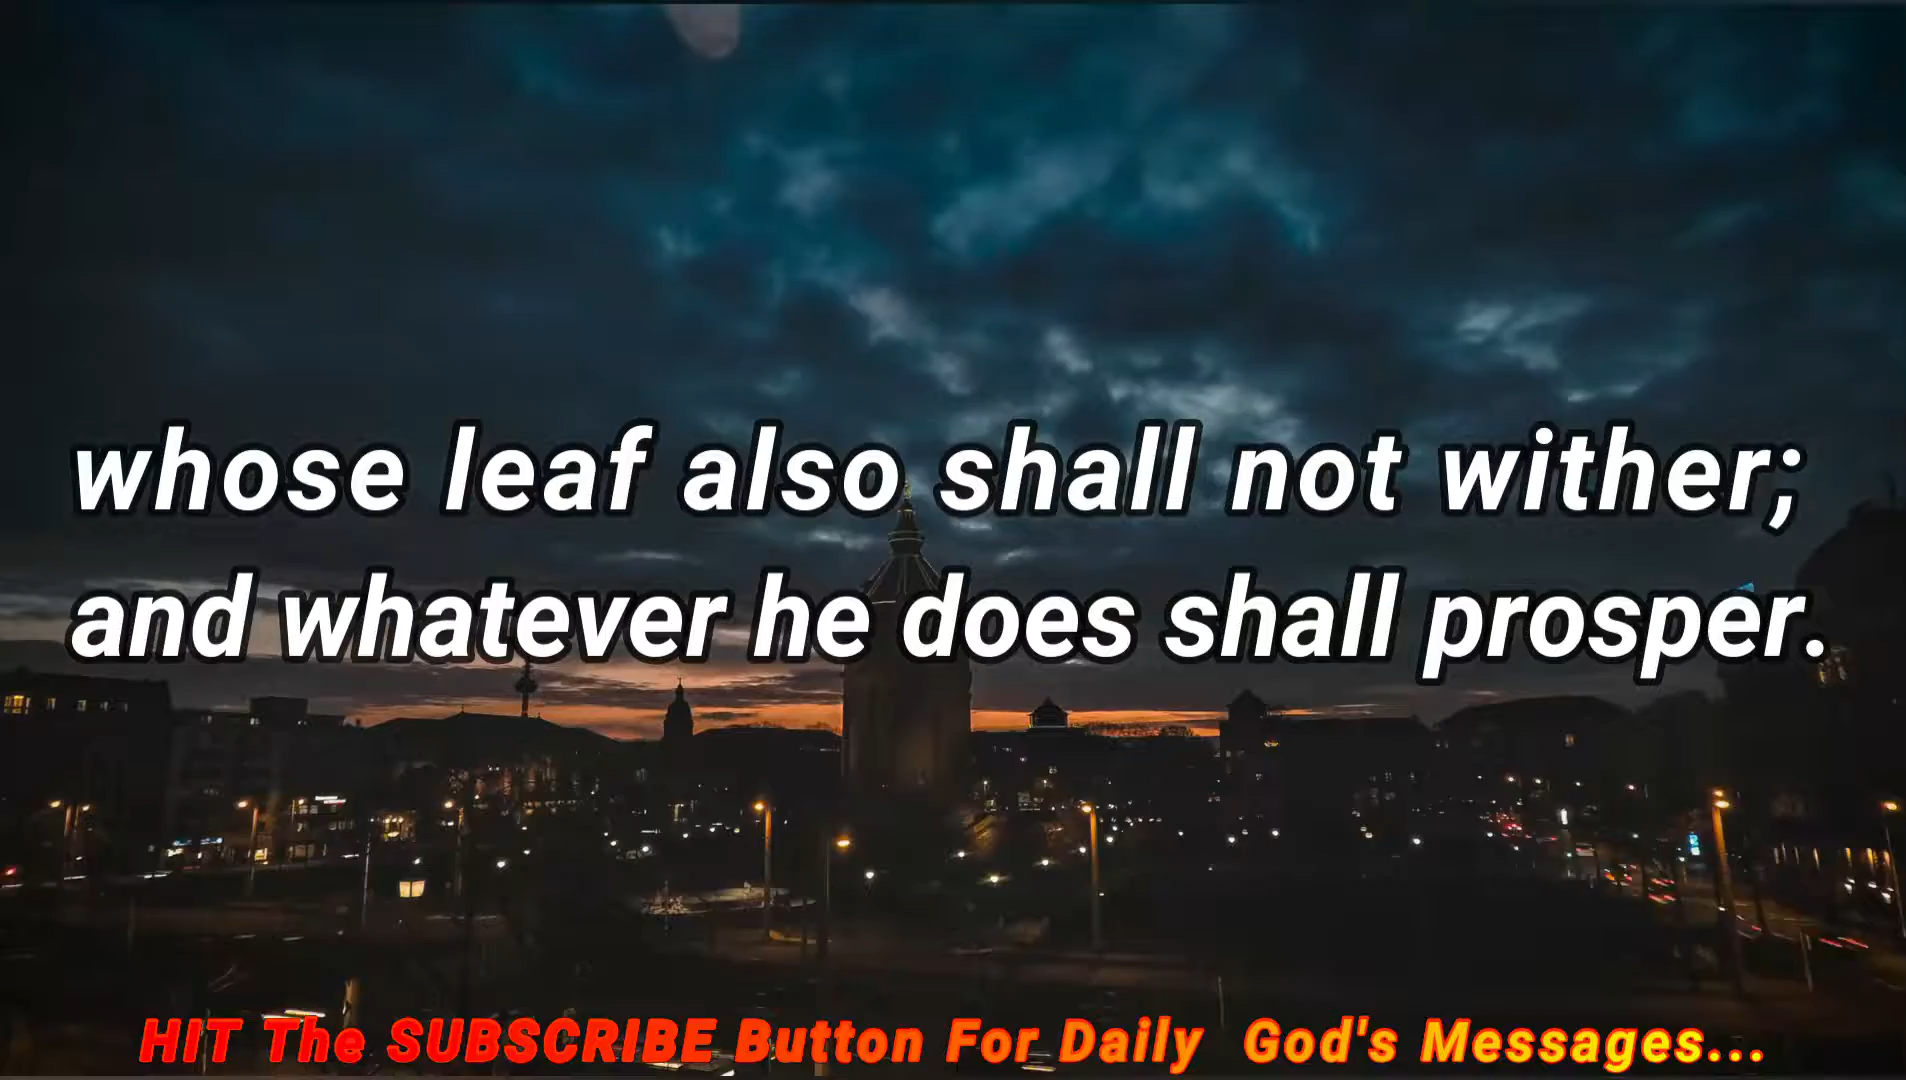 whose leaf also shall not wither;
and whatever he does shall prosper.
HIT The SUBSCRIBE Button For Daily God's Messages...